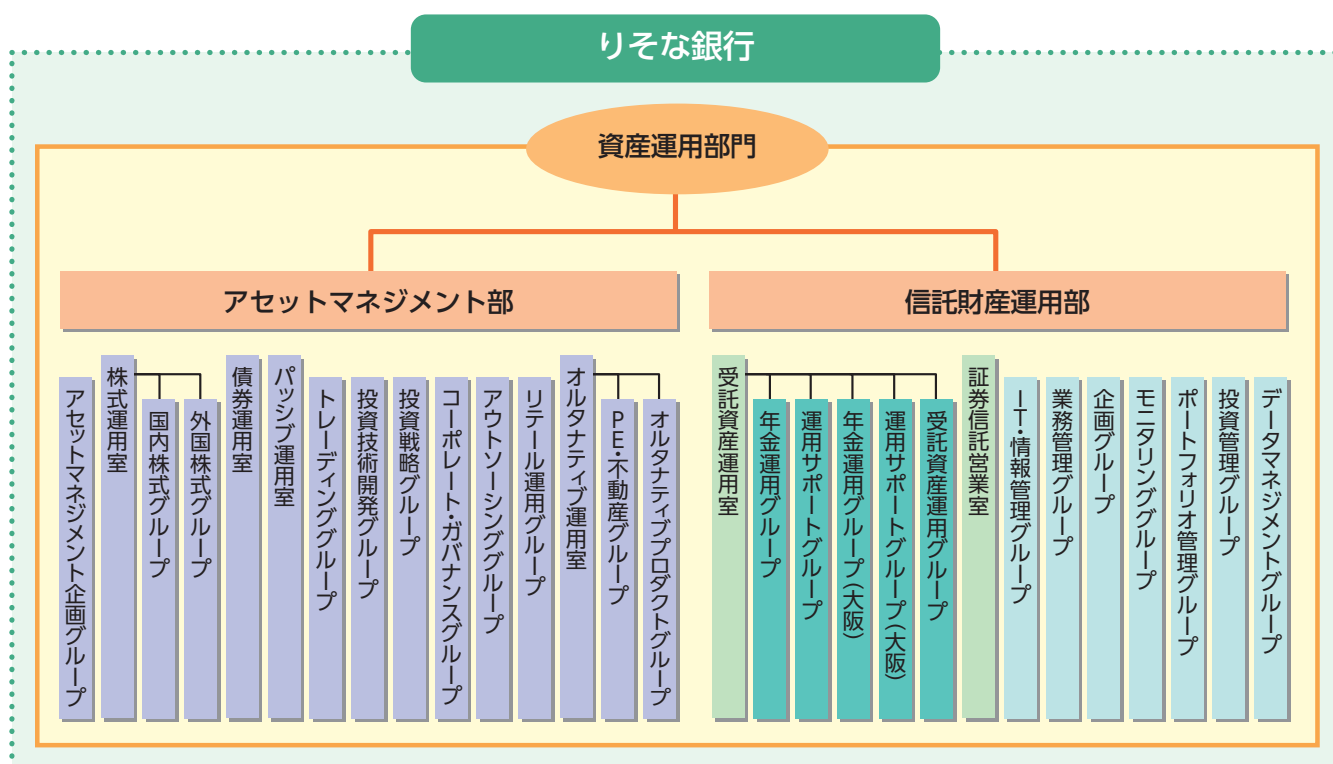 りそな銀行
資産運用部門
アセットマネジメント部
信託財産運用部
アセットマネジメント企画グループ
株式運用室
国内株式グループ
外国株式グループ
債券運用室
パッシブ運用室
トレーディンググループ
投資技術開発グループ
投資戦略グループ
コーポレート・ガバナンスグループ
アウトソーシンググループ
リテール運用グループ
オルタナティブ運用室
PE・不動産グループ
オルタナティブプロダクトグループ
受託資産運用室
年金運用グループ
運用サポートグループ
年金運用グループ(大阪)
運用サポートグループ(大阪)
受託資産運用グループ
証券信託営業室
IT・情報管理グループ
業務管理グループ
企画グループ
モニタリンググループ
ポートフォリオ管理グループ
投資管理グループ
データマネジメントグループ